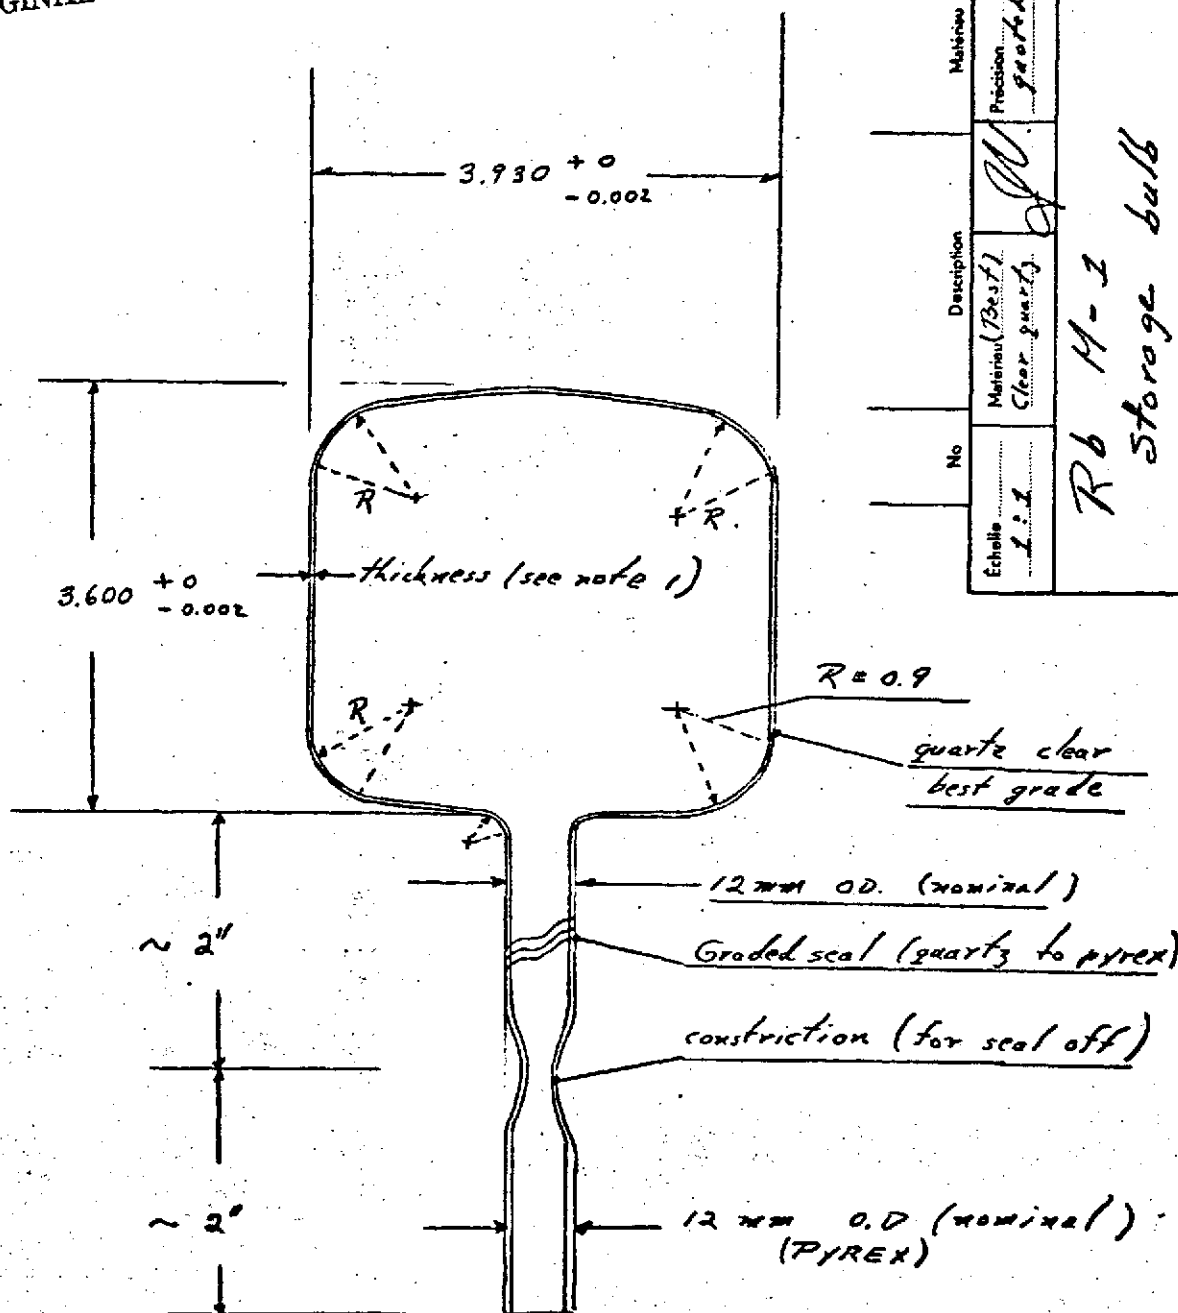 3.930 + 0
- 0.002
R
R.
3.600 + 0
- 0.002
thickness (see note 1)
R
R = 0.9
quartz clear
best grade
12 mm OD. (nominal)
~ 2"
Graded seal (quartz to pyrex)
constriction (for seal off)
~ 2"
12 mm O.D (nominal)
(PYREX)
Matériau
Précision
Description
Matériau (Best)
Clear quartz
No
Échelle
1:1
Rb M-1
Storage bulb